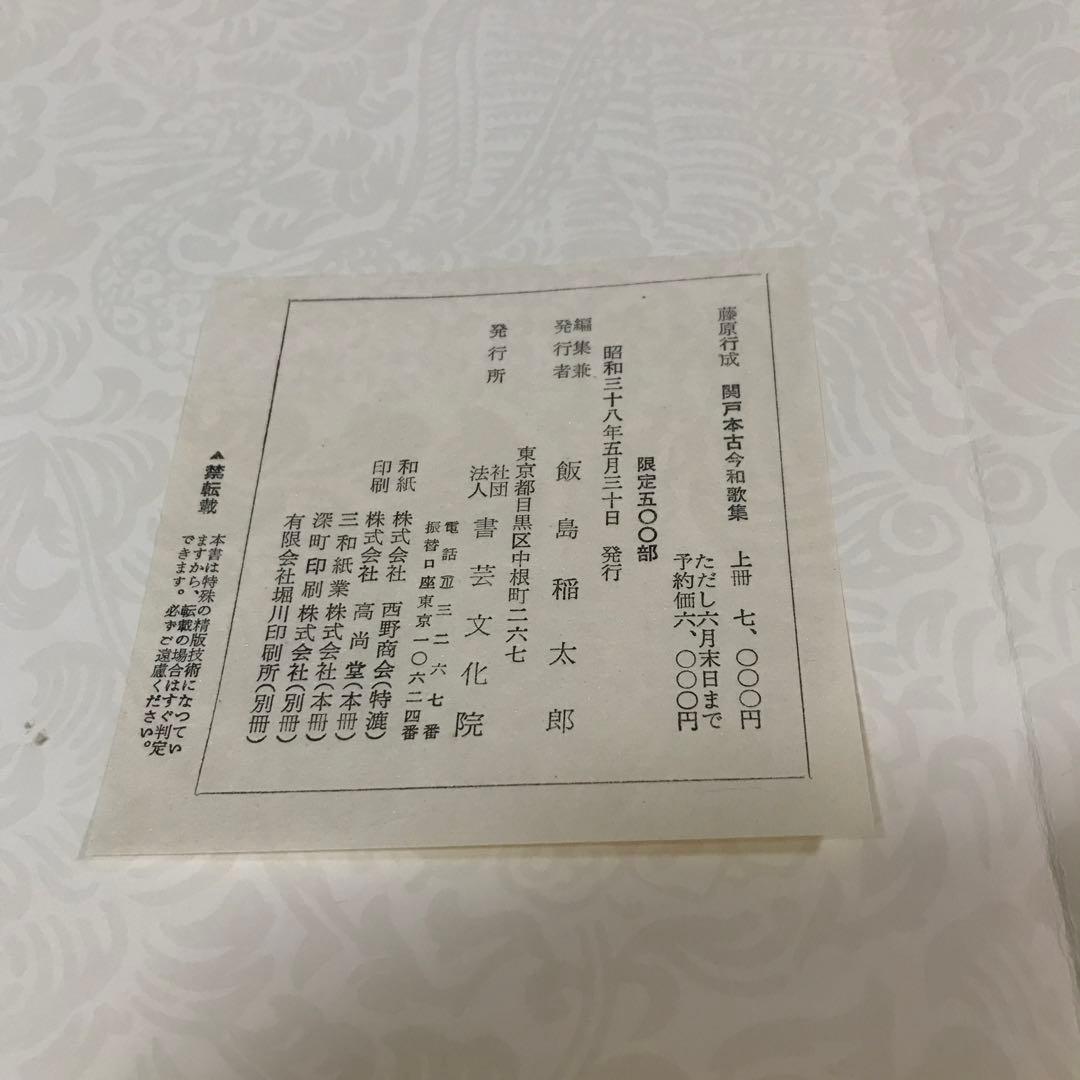 藤原行成　関戸本古今和歌集　上冊　七、〇〇〇円
ただし六月末日まで
予約価六、〇〇〇円
限定五〇〇部
昭和三十八年五月三十日　発行
編集兼
発行者　飯島稲太郎
東京都目黒区中根町二六七
発行所　社団
法人　書芸文化院
電話　三二六七番
振替口座東京一〇六二四番
和紙　株式会社　西野商会(特漉)
印刷　株式会社　高尚堂(本冊)
三和紙業株式会社(本冊)
深町印刷株式会社(別冊)
有限会社堀川印刷所(別冊)
▲禁転載　本書は特殊の精版技術になつてい
ますから、転載の場合はすぐ判定
できます。必ずご遠慮ください。